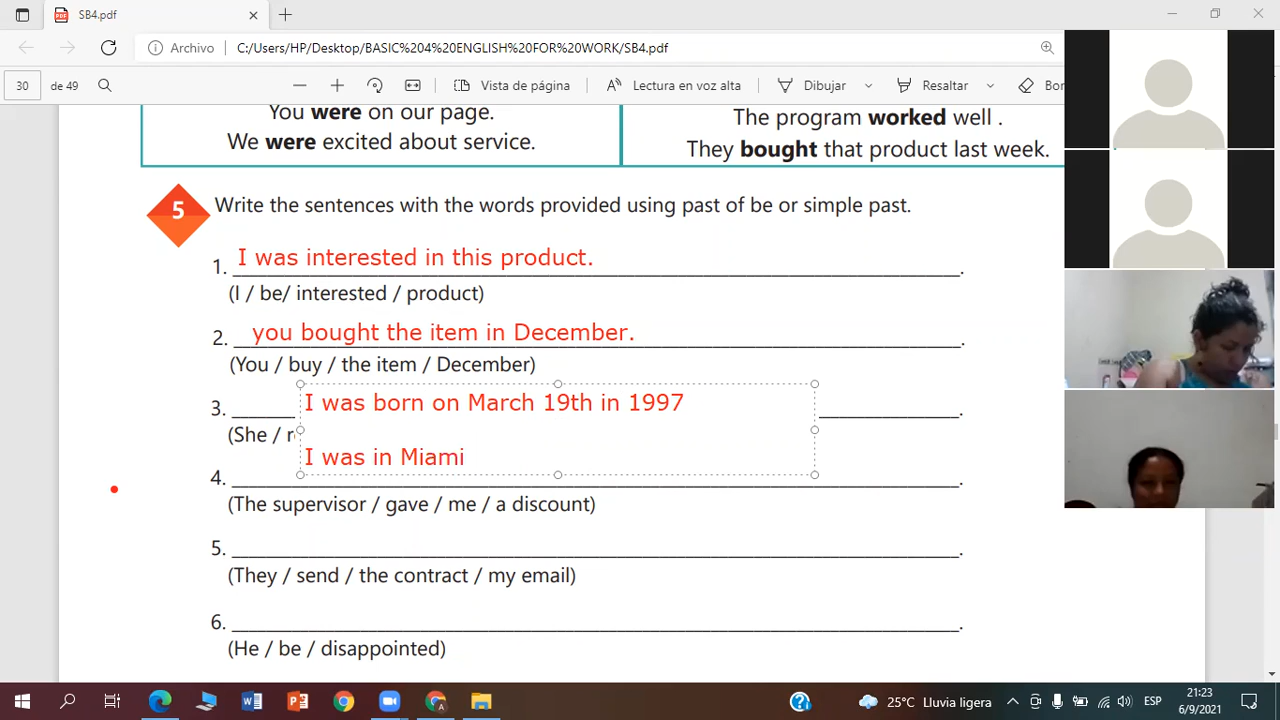 SB4.pdf
Archivo
C:/Users/HP/Desktop/BASIC%204%20ENGLISH%20FOR%20WORK/SB4.pdf
30 de 49
Vista de página
Lectura en voz alta
Dibujar
Resaltar
You were on our page.
We were excited about service.
The program worked well .
They bought that product last week.
5 Write the sentences with the words provided using past of be or simple past.
I was interested in this product.
1. .
(I / be/ interested / product)
you bought the item in December.
2. .
(You / buy / the item / December)
I was born on March 19th in 1997
3. .
(She /
I was in Miami
4. .
(The supervisor / gave / me / a discount)
5. .
(They / send / the contract / my email)
6. .
(He / be / disappointed)
25°C Lluvia ligera
ESP
21:23
6/9/2021